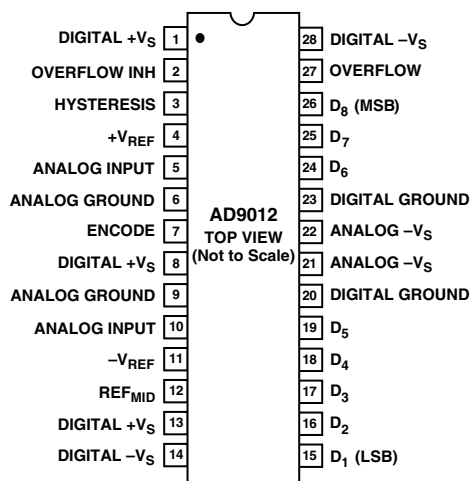 DIGITAL +VS 1 28 DIGITAL –VS
OVERFLOW INH 2 27 OVERFLOW
HYSTERESIS 3 26 D8 (MSB)
+VREF 4 25 D7
ANALOG INPUT 5 24 D6
ANALOG GROUND 6 23 DIGITAL GROUND
AD9012
ENCODE 7 22 ANALOG –VS
TOP VIEW
(Not to Scale)
DIGITAL +VS 8 21 ANALOG –VS
ANALOG GROUND 9 20 DIGITAL GROUND
ANALOG INPUT 10 19 D5
–VREF 11 18 D4
REFMID 12 17 D3
DIGITAL +VS 13 16 D2
DIGITAL –VS 14 15 D1 (LSB)